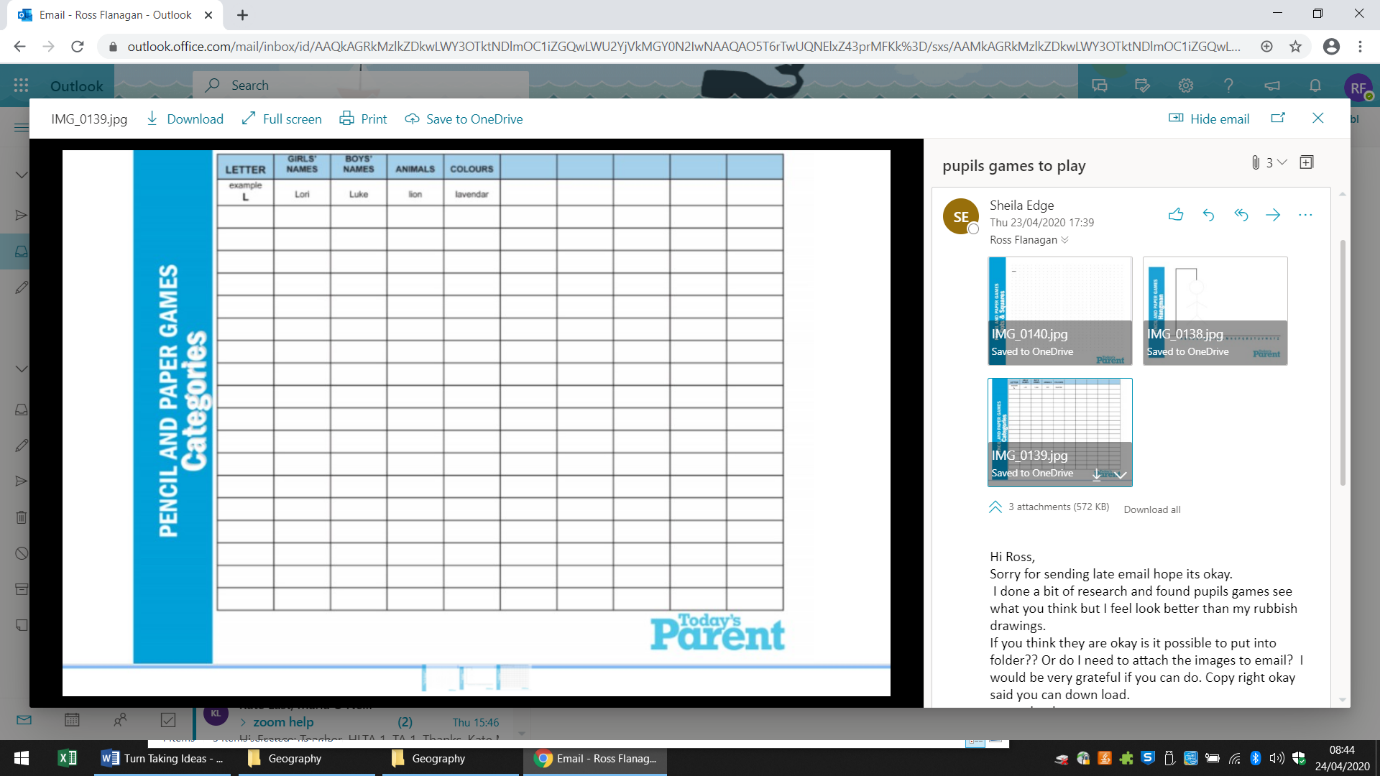 Email - Ross Flanagan - Outlook
outlook.office.com/mail/inbox/id/AAQkAGRkMzlkZDkwLWY3OTktNDlmOC1iZGQwLWU2YjVkMGY0N2IwNAAQAO5T6rTwUQNElxZ43prMFKk%3D/sxs/AAMkAGRkMzlkZDkwLWY3OTktNDlmOC1iZGQwL...
Outlook
Search
RF
IMG_0139.jpg Download Full screen Print Save to OneDrive Hide email
LETTER GIRLS' NAMES BOYS' NAMES ANIMALS COLOURS
example L Lori Luke lion lavendar
PENCIL AND PAPER GAMES
Categories
Today's Parent
pupils games to play 3
SE
Sheila Edge
Thu 23/04/2020 17:39
Ross Flanagan
IMG_0140.jpg
Saved to OneDrive
IMG_0138.jpg
Saved to OneDrive
IMG_0139.jpg
Saved to OneDrive
3 attachments (572 KB) Download all
Hi Ross,
Sorry for sending late email hope its okay.
I done a bit of research and found pupils games see
what you think but I feel look better than my rubbish
drawings.
If you think they are okay is it possible to put into
folder?? Or do I need to attach the images to email? I
would be very grateful if you can do. Copy right okay
said you can down load.
KL
zoom help (2) Thu 15:46
Turn Taking Ideas - ... Geography Geography Email - Ross Flanag...
08:44
24/04/2020